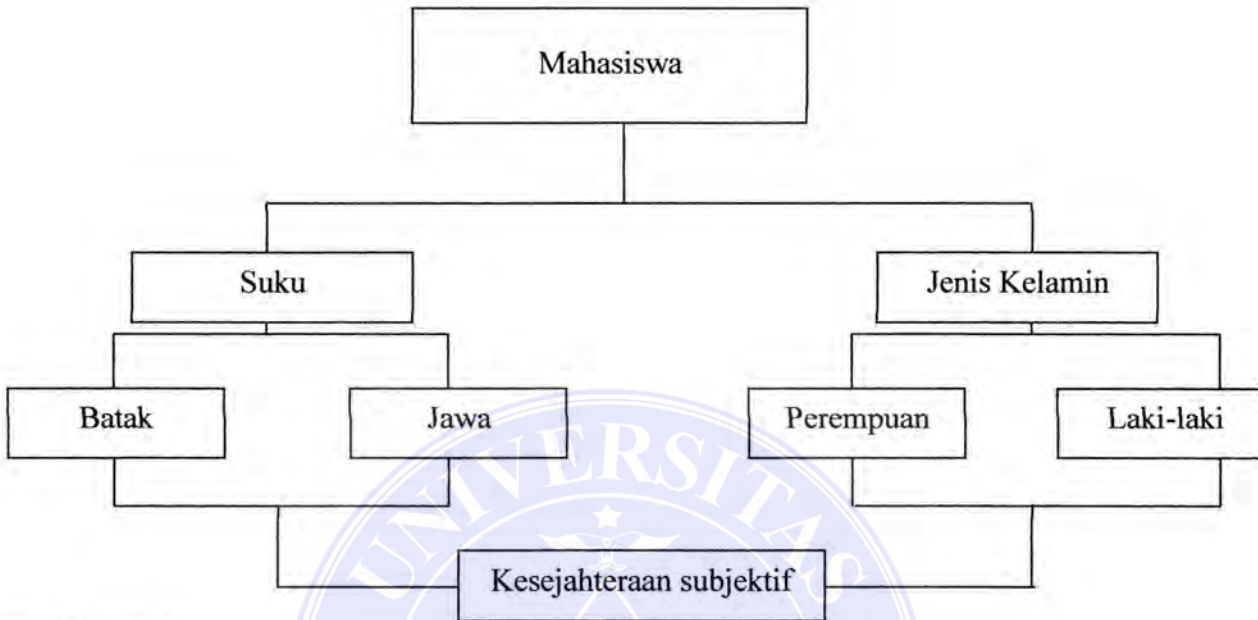 Mahasiswa
Suku
Jenis Kelamin
Batak
Jawa
Perempuan
Laki-laki
Kesejahteraan subjektif
UNIVERSITAS